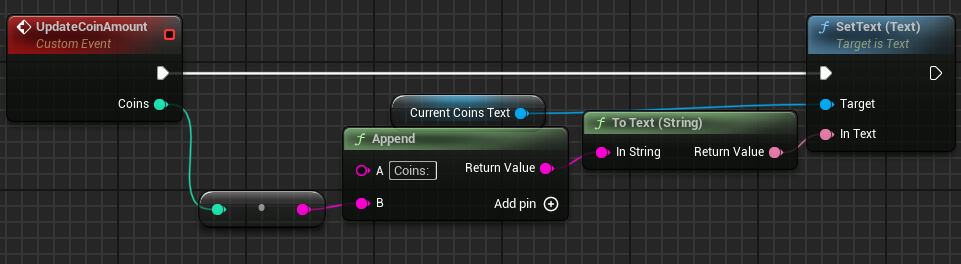 UpdateCoinAmount
Custom Event
Coins
Current Coins Text
Append
A Coins: Return Value
B Add pin
To Text (String)
In String Return Value
SetText (Text)
Target is Text
Target
In Text